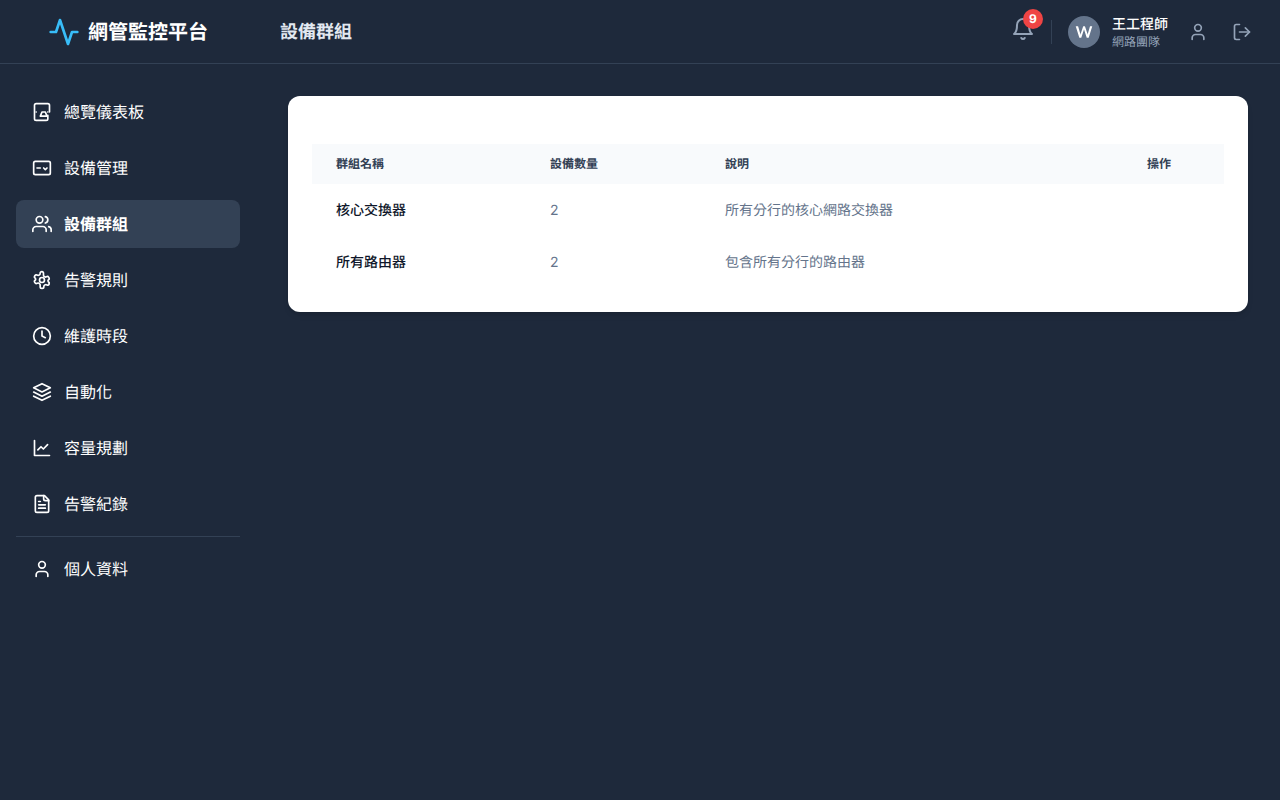 網管監控平台
設備群組
9
W
王工程師
網路團隊
總覽儀表板
設備管理
設備群組
告警規則
維護時段
自動化
容量規劃
告警紀錄
個人資料
群組名稱 設備數量 說明 操作
核心交換器 2 所有分行的核心網路交換器
所有路由器 2 包含所有分行的路由器